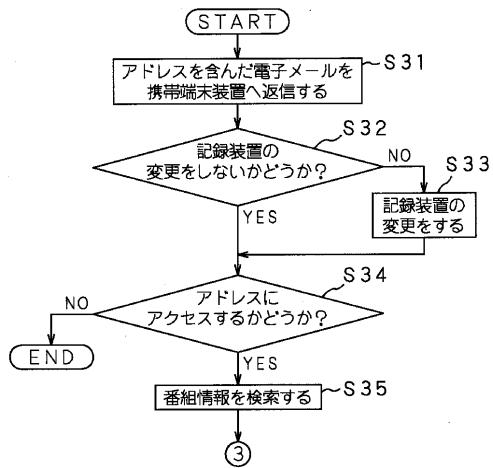 START
アドレスを含んだ電子メールを
携帯端末装置へ返信する
S31
記録装置の
変更をしないかどうか?
S32
NO
YES
記録装置の
変更をする
S33
アドレスに
アクセスするかどうか?
S34
NO
END
YES
番組情報を検索する
S35
3